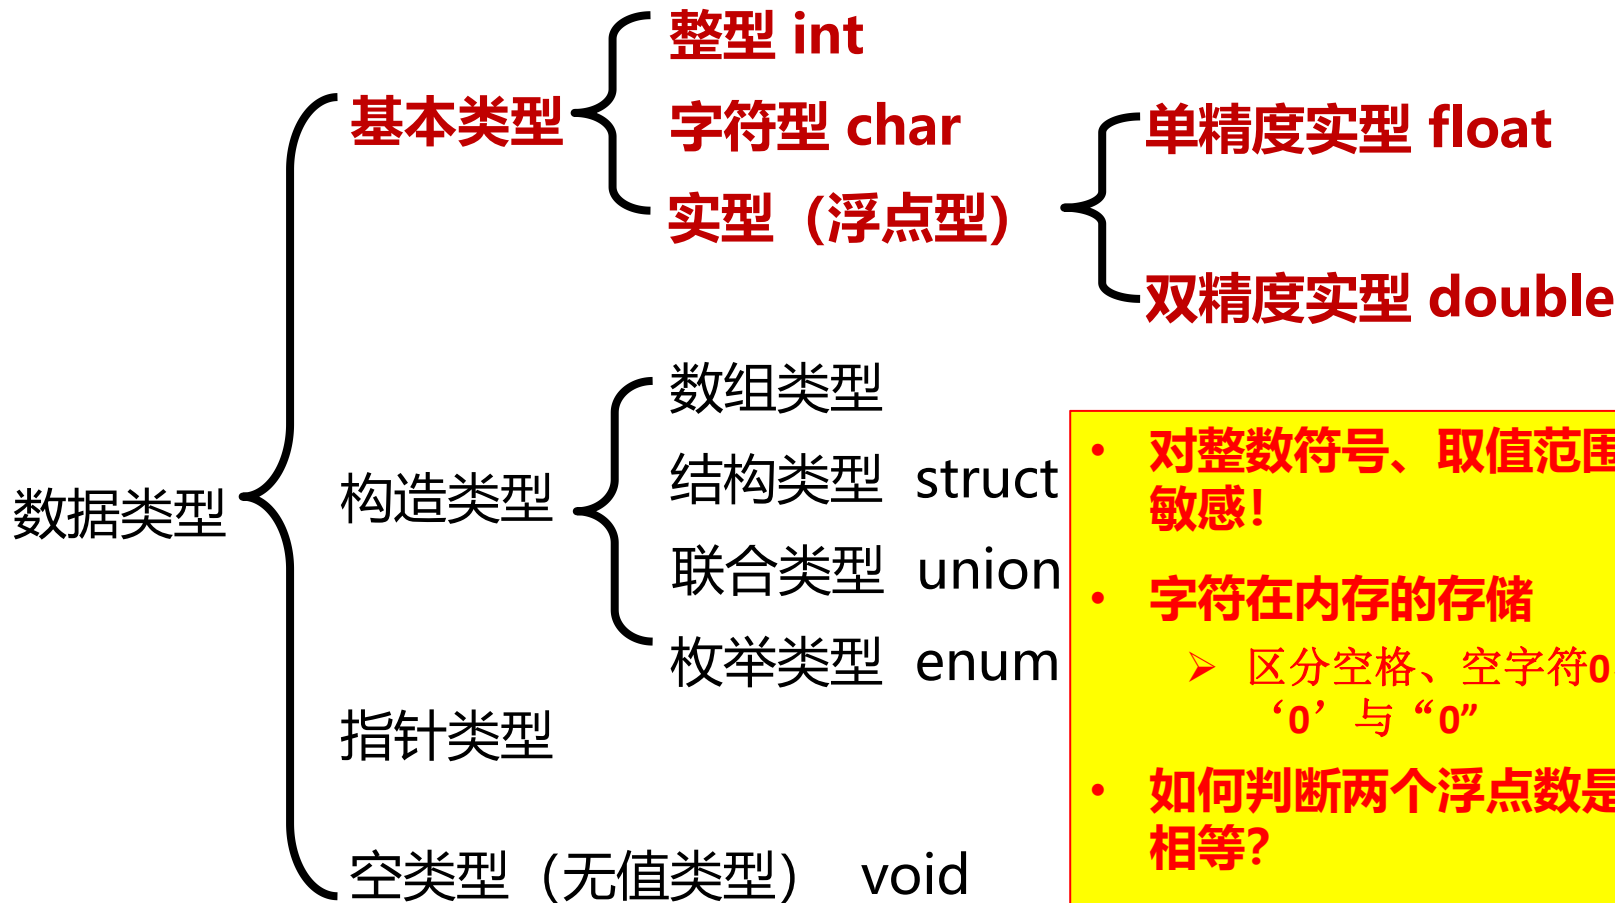 整型 int
基本类型
字符型 char
单精度实型 float
实型（浮点型）
双精度实型 double
数组类型
构造类型
结构类型 struct
数据类型
联合类型 union
枚举类型 enum
指针类型
空类型（无值类型） void
• 对整数符号、取值范围
敏感！
• 字符在内存的存储
➢ 区分空格、空字符0
‘0’与“0”
• 如何判断两个浮点数是
相等？